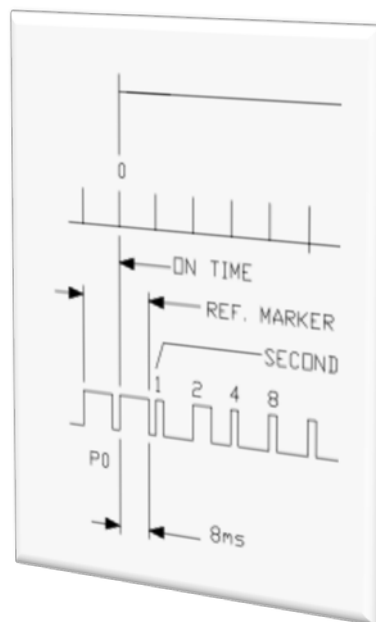 0
ON TIME
REF. MARKER
SECOND
1 2 4 8
P0
8ms